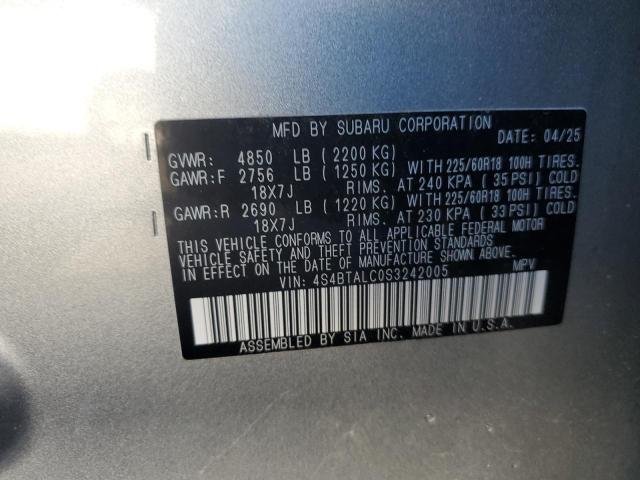 MFD BY SUBARU CORPORATION DATE: 04/25
GVWR: 4850 LB (2200 KG)
GAWR:F 2756 LB (1250 KG) WITH 225/60R18 100H TIRES.
18X7J RIMS. AT 240 KPA (35 PSI) COLD
GAWR:R 2690 LB (1220 KG) WITH 225/60R18 100H TIRES.
18X7J RIMS. AT 230 KPA (33 PSI) COLD
THIS VEHICLE CONFORMS TO ALL APPLICABLE FEDERAL MOTOR
VEHICLE SAFETY AND THEFT PREVENTION STANDARDS
IN EFFECT ON THE DATE OF MANUFACTURE SHOWN ABOVE.
VIN: 4S4BTALC0S3242005 MPV
ASSEMBLED BY SIA INC. MADE IN U.S.A.